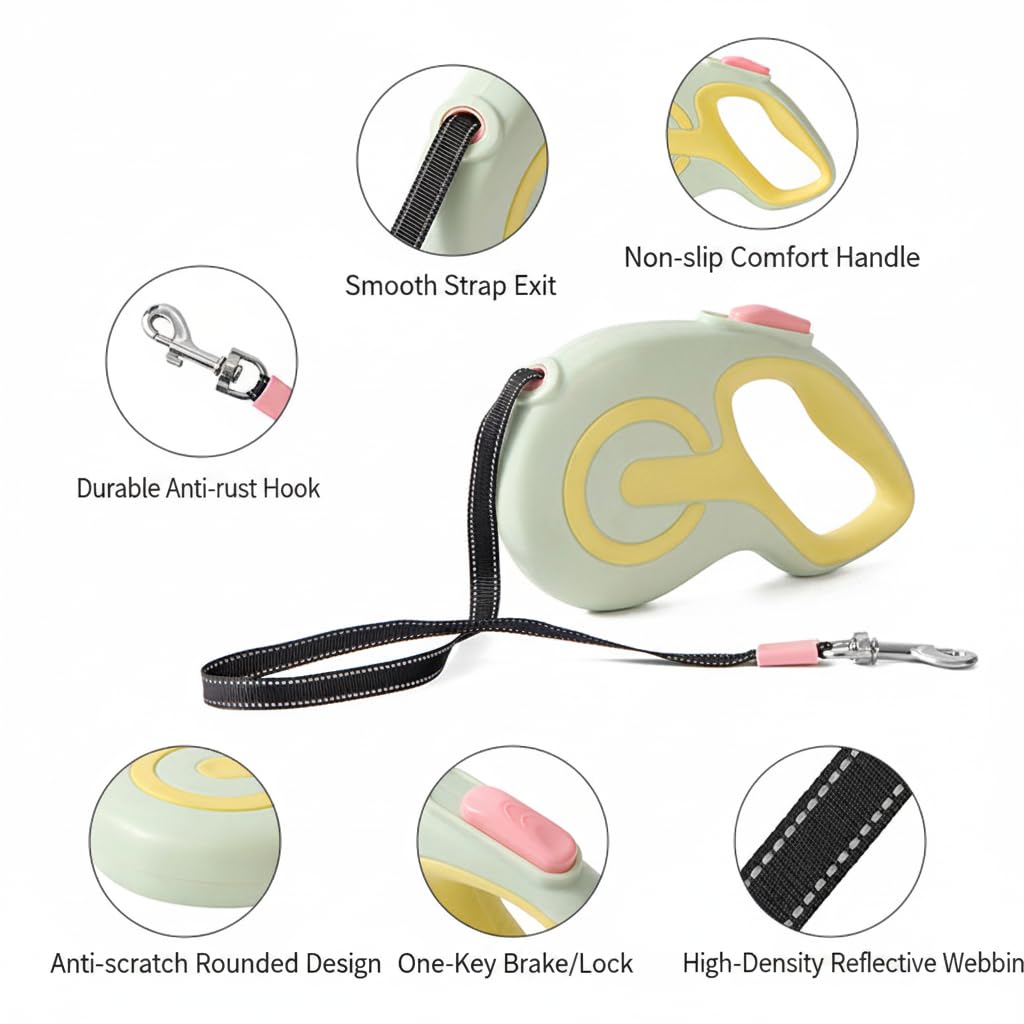 Non-slip Comfort Handle
Smooth Strap Exit
Durable Anti-rust Hook
Anti-scratch Rounded Design
One-Key Brake/Lock
High-Density Reflective Webbin